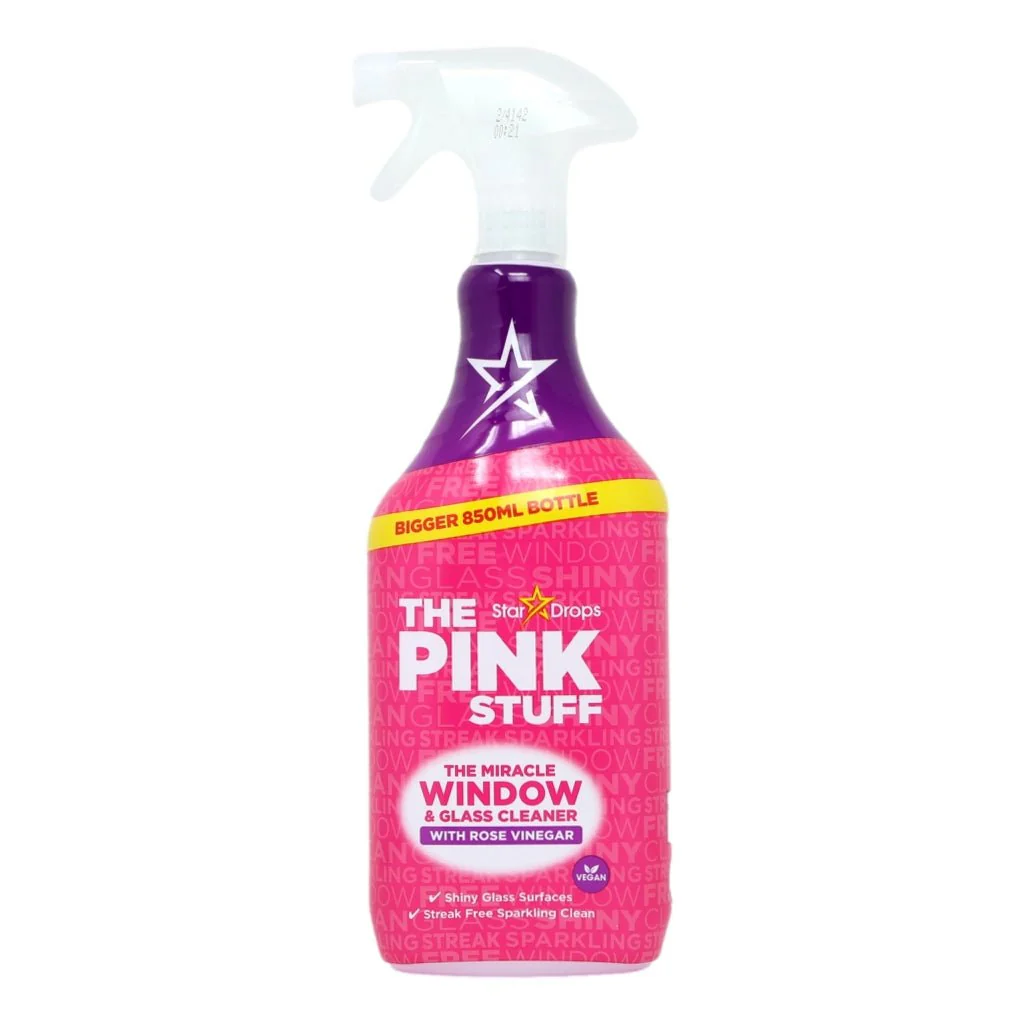 2/4142
00:21
BIGGER 850ML BOTTLE
THE Star Drops
PINK
STUFF
THE MIRACLE
WINDOW
& GLASS CLEANER
WITH ROSE VINEGAR
VEGAN
✓ Shiny Glass Surfaces
✓ Streak Free Sparkling Clean